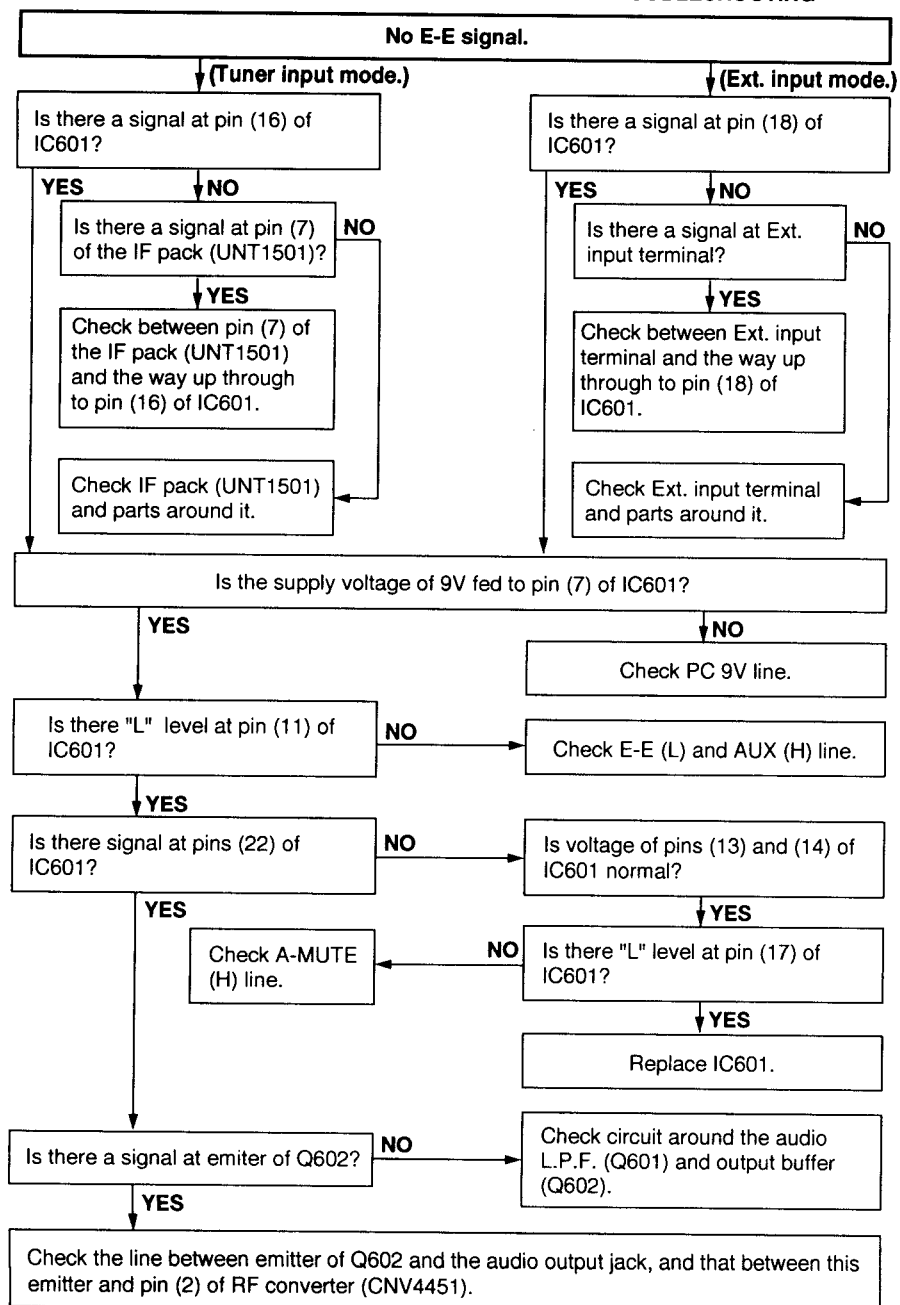 No E-E signal.
(Tuner input mode.)
(Ext. input mode.)
Is there a signal at pin (16) of
IC601?
Is there a signal at pin (18) of
IC601?
YES
NO
YES
NO
Is there a signal at pin (7)
of the IF pack (UNT1501)?
NO
Is there a signal at Ext.
input terminal?
NO
YES
YES
Check between pin (7) of
the IF pack (UNT1501)
and the way up through
to pin (16) of IC601.
Check between Ext. input
terminal and the way up
through to pin (18) of
IC601.
Check IF pack (UNT1501)
and parts around it.
Check Ext. input terminal
and parts around it.
Is the supply voltage of 9V fed to pin (7) of IC601?
YES
NO
Check PC 9V line.
Is there "L" level at pin (11) of
IC601?
NO
Check E-E (L) and AUX (H) line.
YES
Is there signal at pins (22) of
IC601?
NO
Is voltage of pins (13) and (14) of
IC601 normal?
YES
YES
Check A-MUTE
(H) line.
NO
Is there "L" level at pin (17) of
IC601?
YES
Replace IC601.
Is there a signal at emiter of Q602?
NO
Check circuit around the audio
L.P.F. (Q601) and output buffer
(Q602).
YES
Check the line between emitter of Q602 and the audio output jack, and that between this
emitter and pin (2) of RF converter (CNV4451).